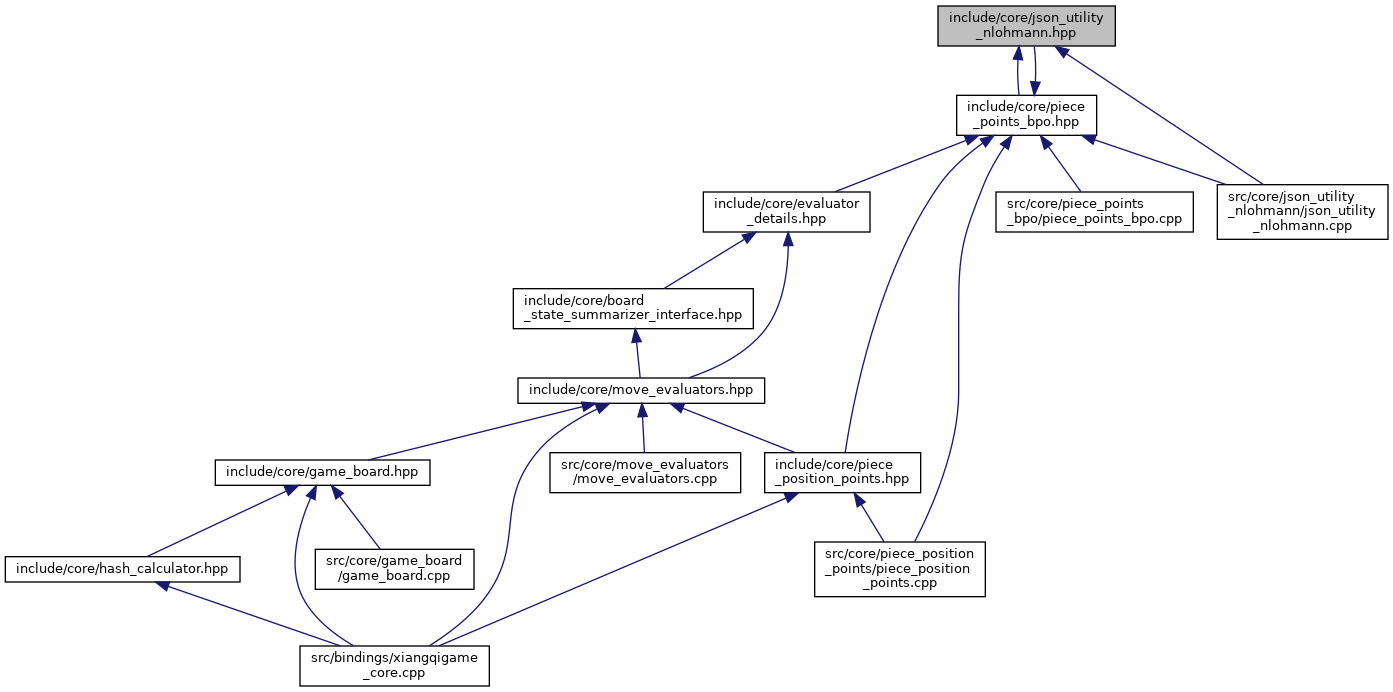 include/core/json_utility
_nlohmann.hpp
include/core/piece
_points_bpo.hpp
include/core/evaluator
_details.hpp
src/core/piece_points
_bpo/piece_points_bpo.cpp
src/core/json_utility
_nlohmann/json_utility
_nlohmann.cpp
include/core/board
_state_summarizer_interface.hpp
include/core/move_evaluators.hpp
include/core/game_board.hpp
src/core/move_evaluators
/move_evaluators.cpp
include/core/piece
_position_points.hpp
include/core/hash_calculator.hpp
src/core/game_board
/game_board.cpp
src/core/piece_position
_points/piece_position
_points.cpp
src/bindings/xiangqigame
_core.cpp